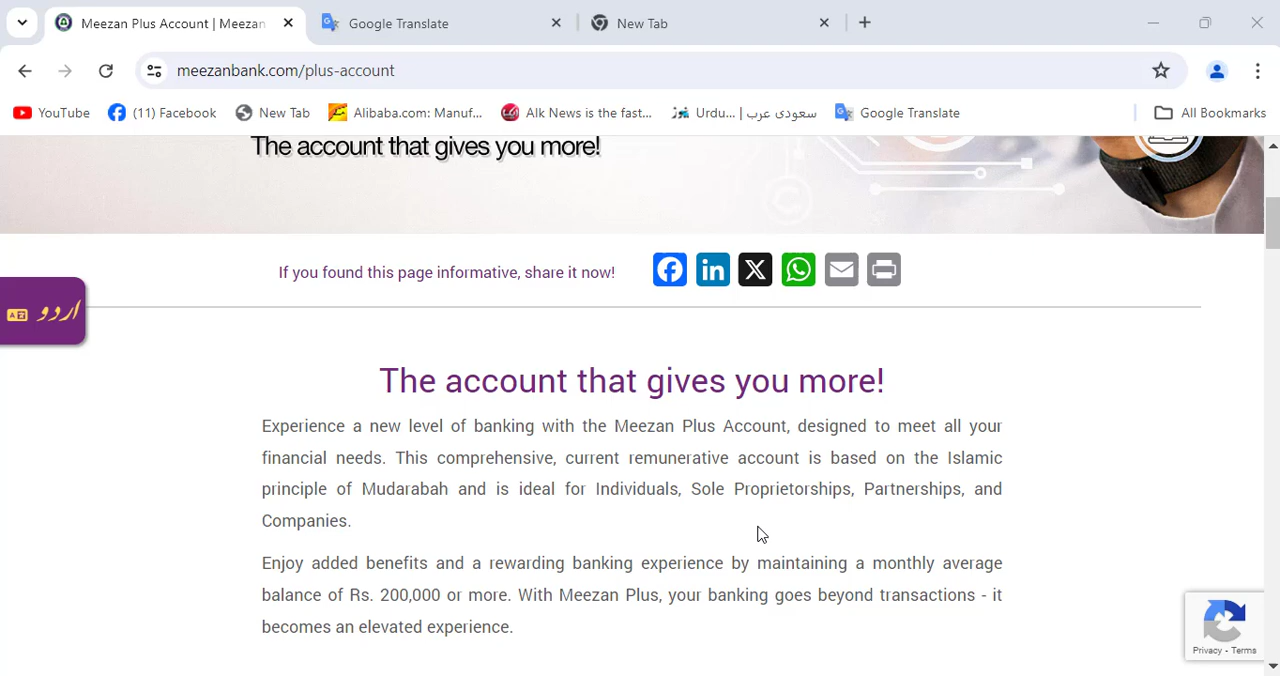 Meezan Plus Account | Meezan
Google Translate
New Tab
meezanbank.com/plus-account
YouTube
(11) Facebook
New Tab
Alibaba.com: Manuf...
Alk News is the fast...
Urdu... | سعودی عرب
Google Translate
All Bookmarks
The account that gives you more!
If you found this page informative, share it now!
اردو
The account that gives you more!
Experience a new level of banking with the Meezan Plus Account, designed to meet all your
financial needs. This comprehensive, current remunerative account is based on the Islamic
principle of Mudarabah and is ideal for Individuals, Sole Proprietorships, Partnerships, and
Companies.
Enjoy added benefits and a rewarding banking experience by maintaining a monthly average
balance of Rs. 200,000 or more. With Meezan Plus, your banking goes beyond transactions - it
becomes an elevated experience.
Privacy - Terms